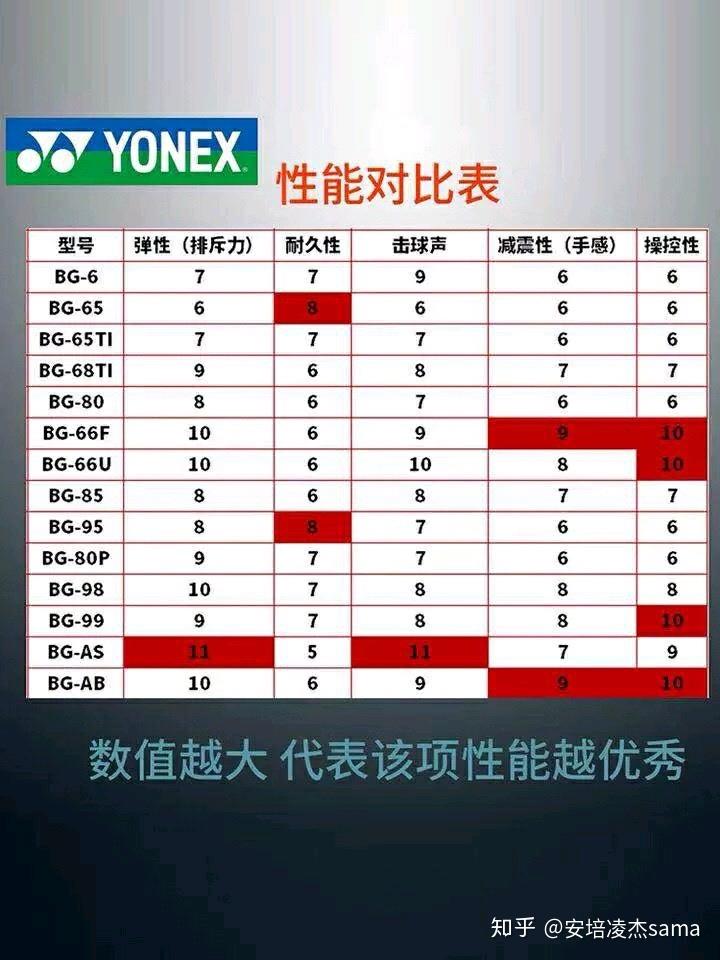 YONEX
性能对比表
型号 弹性（排斥力） 耐久性 击球声 减震性（手感） 操控性
BG-6 7 7 9 6 6
BG-65 6 8 6 6 6
BG-65TI 7 7 7 6 6
BG-68TI 9 6 8 7 7
BG-80 8 6 7 6 6
BG-66F 10 6 9 9 10
BG-66U 10 6 10 8 10
BG-85 8 6 8 7 7
BG-95 8 8 7 6 6
BG-80P 9 7 7 6 6
BG-98 10 7 8 8 8
BG-99 9 7 8 8 10
BG-AS 11 5 11 7 9
BG-AB 10 6 9 9 10
数值越大 代表该项性能越优秀
知乎 @安培凌杰sama